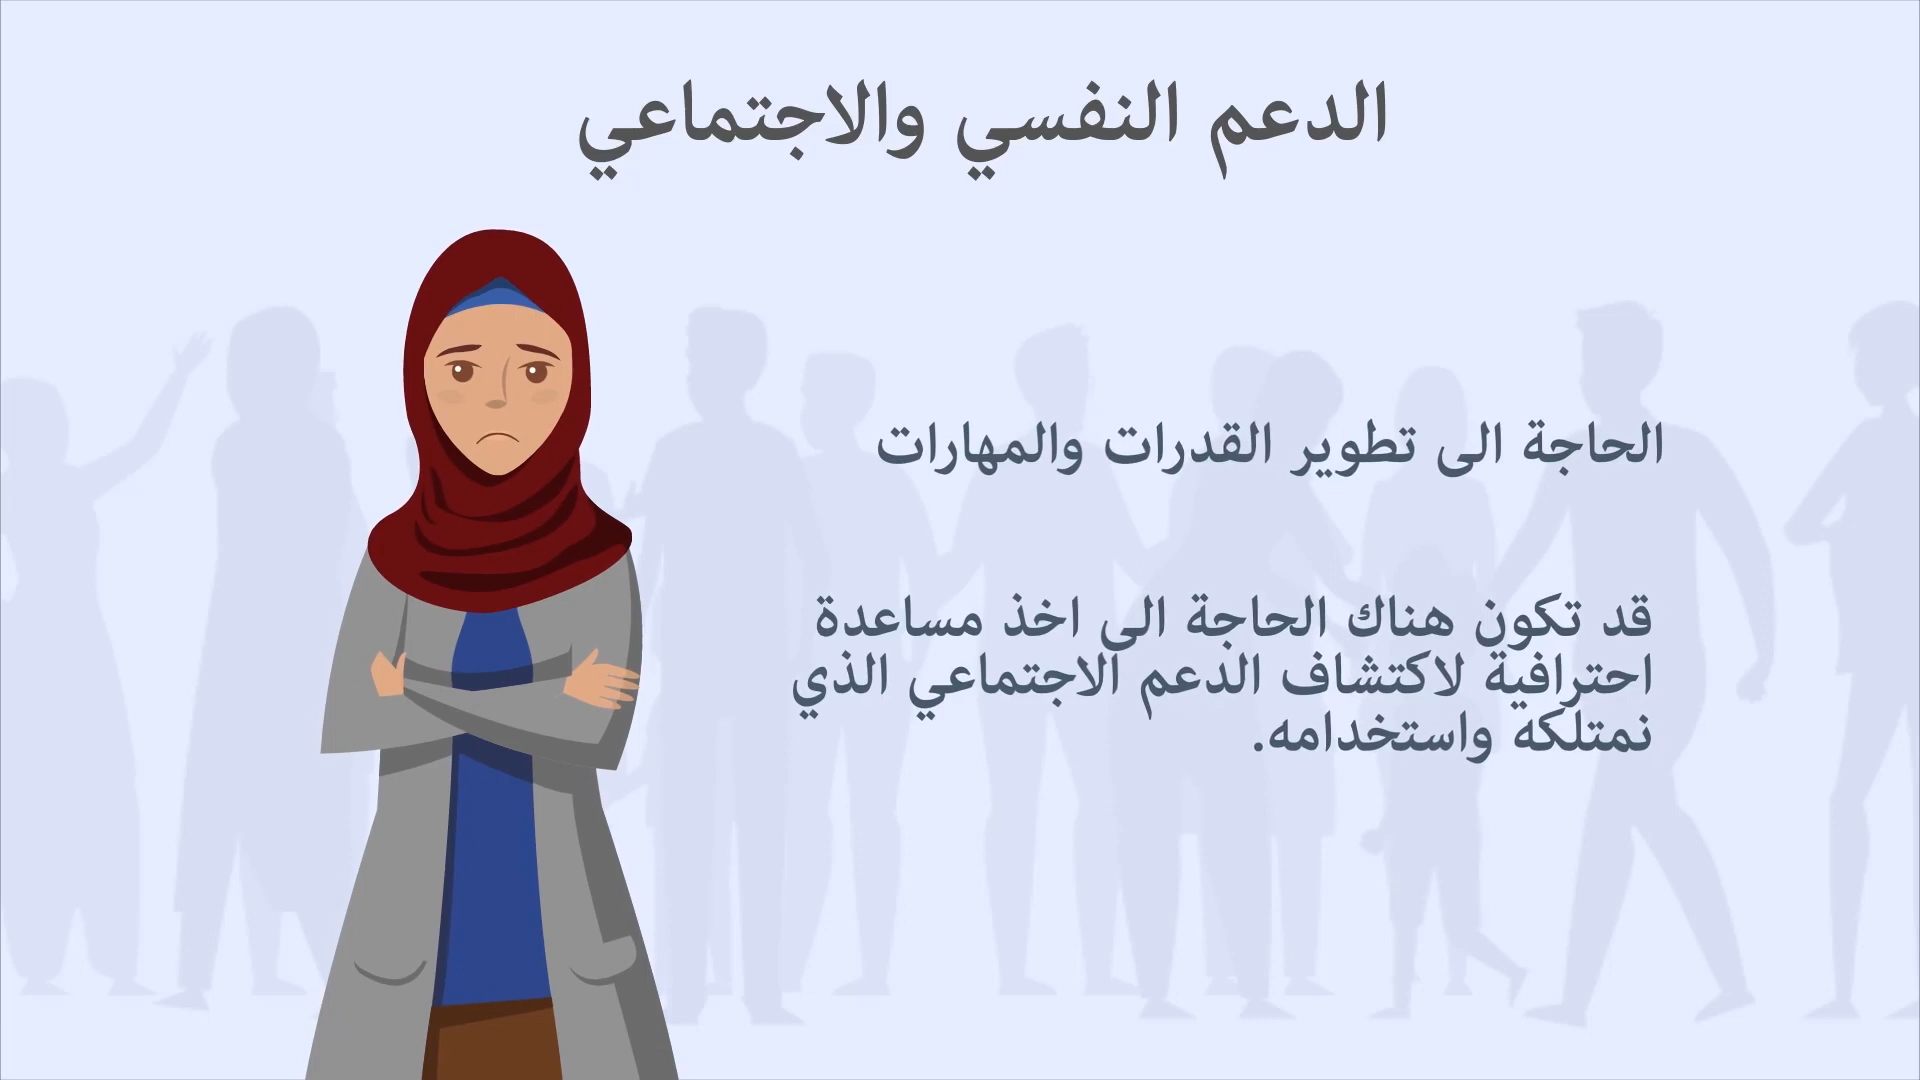 الدعم النفسي والاجتماعي
الحاجة الى تطوير القدرات والمهارات
قد تكون هناك الحاجة الى اخذ مساعدة
احترافية لاكتشاف الدعم الاجتماعي الذي
نمتلكه واستخدامه.